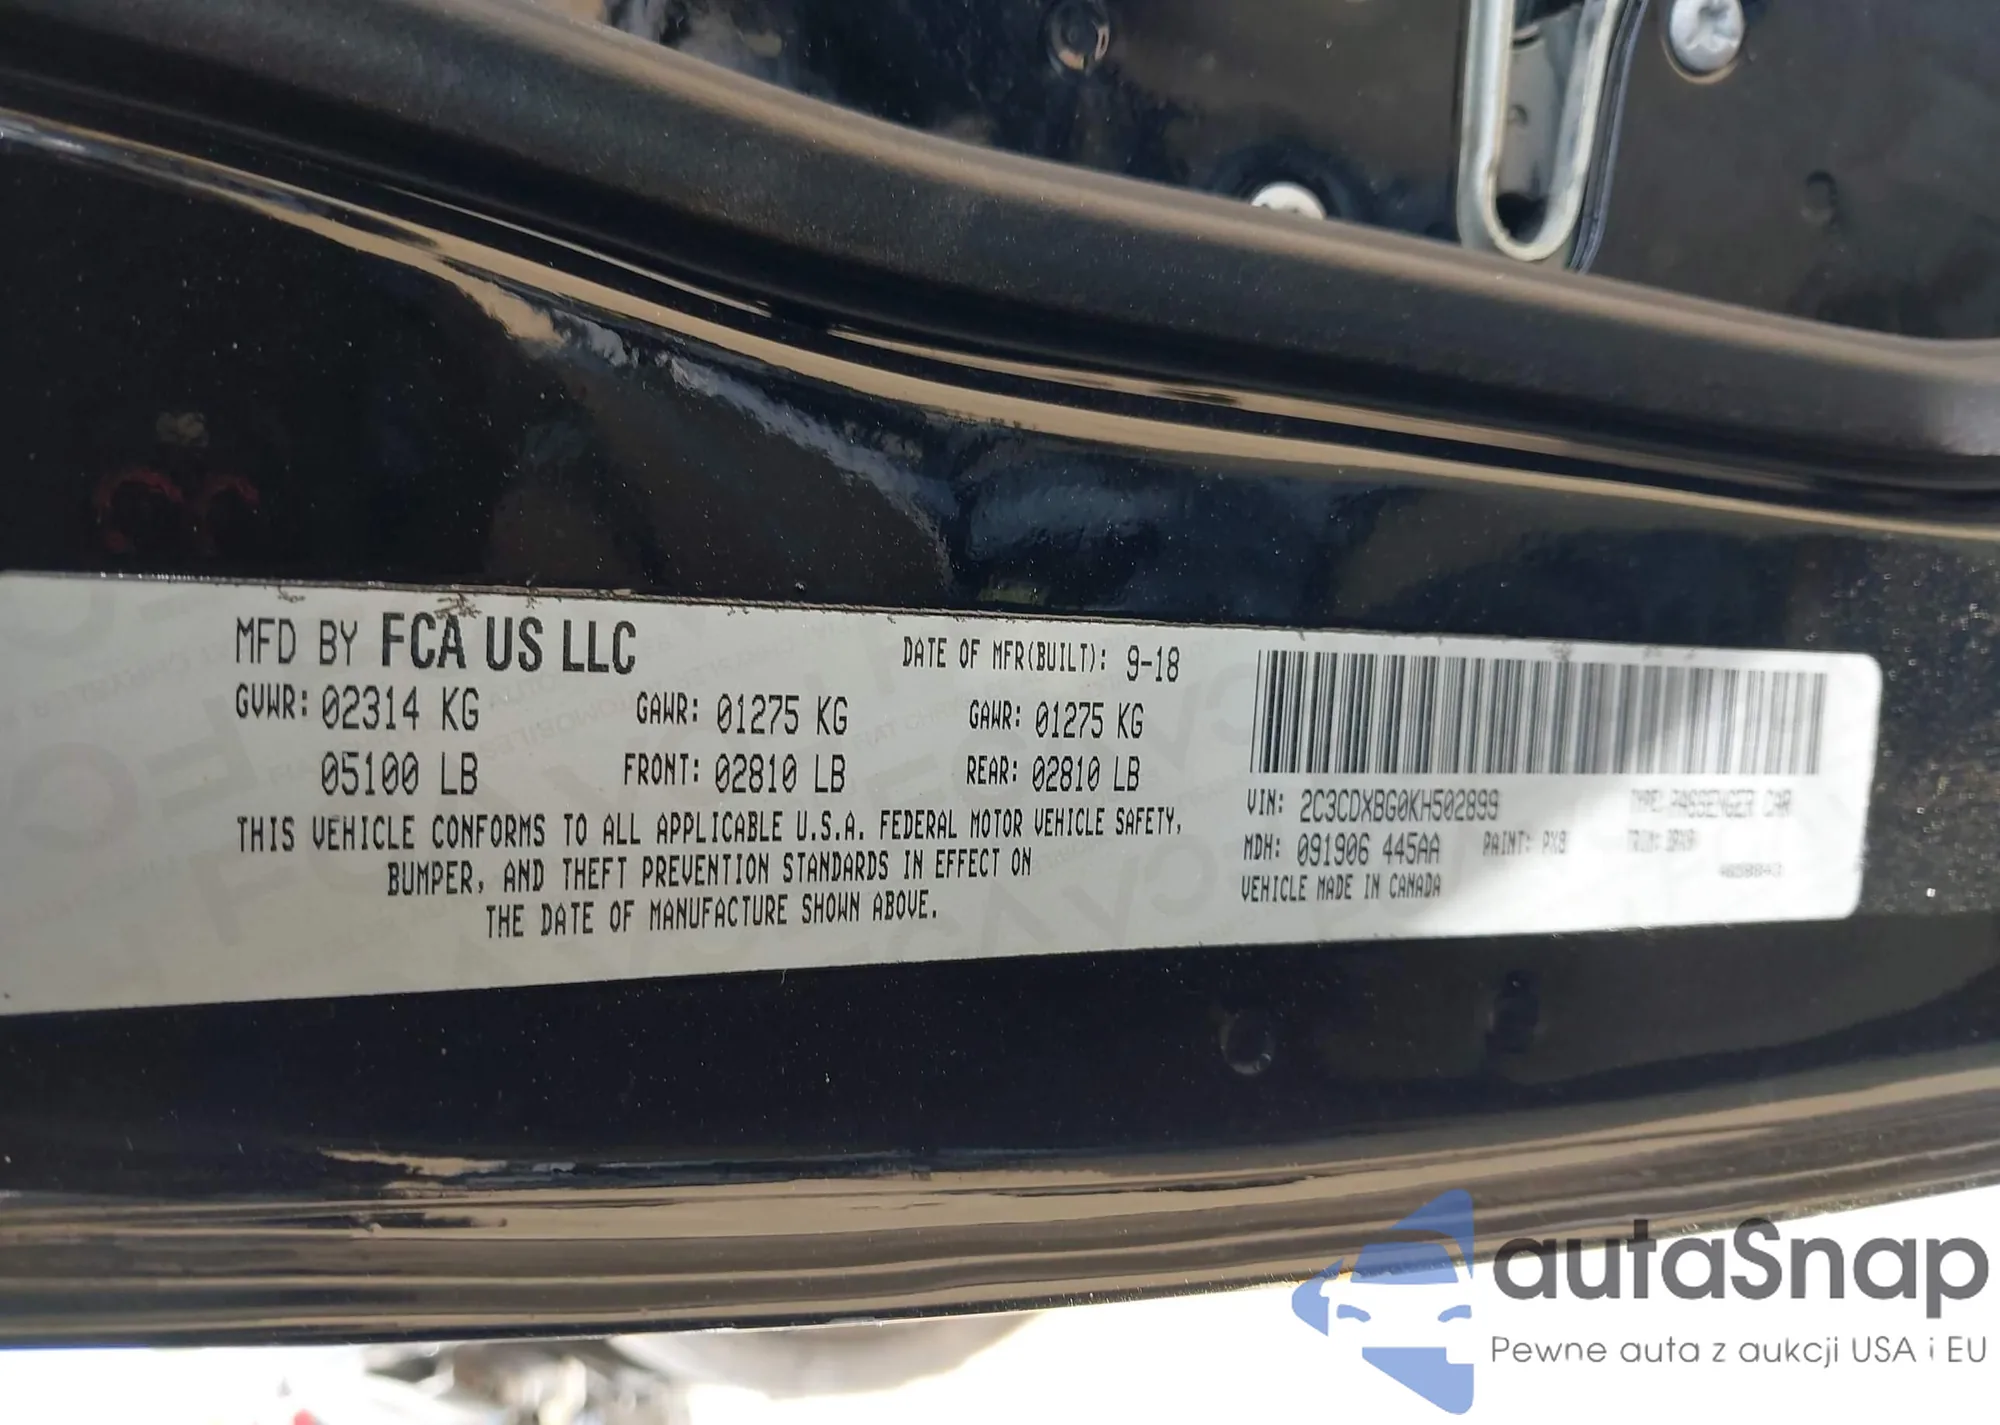 MFD BY FCA US LLC
DATE OF MFR(BUILT): 9-18
GVWR: 02314 KG GAWR: 01275 KG GAWR: 01275 KG
05100 LB FRONT: 02810 LB REAR: 02810 LB
THIS VEHICLE CONFORMS TO ALL APPLICABLE U.S.A. FEDERAL MOTOR VEHICLE SAFETY,
BUMPER, AND THEFT PREVENTION STANDARDS IN EFFECT ON
THE DATE OF MANUFACTURE SHOWN ABOVE.
VIN: 2C3CDXBG0KH502899 TYPE: PASSENGER CAR
MDH: 091906 445AA PAINT: PX8 TRIM:
VEHICLE MADE IN CANADA
autaSnap
Pewne auta z aukcji USA i EU